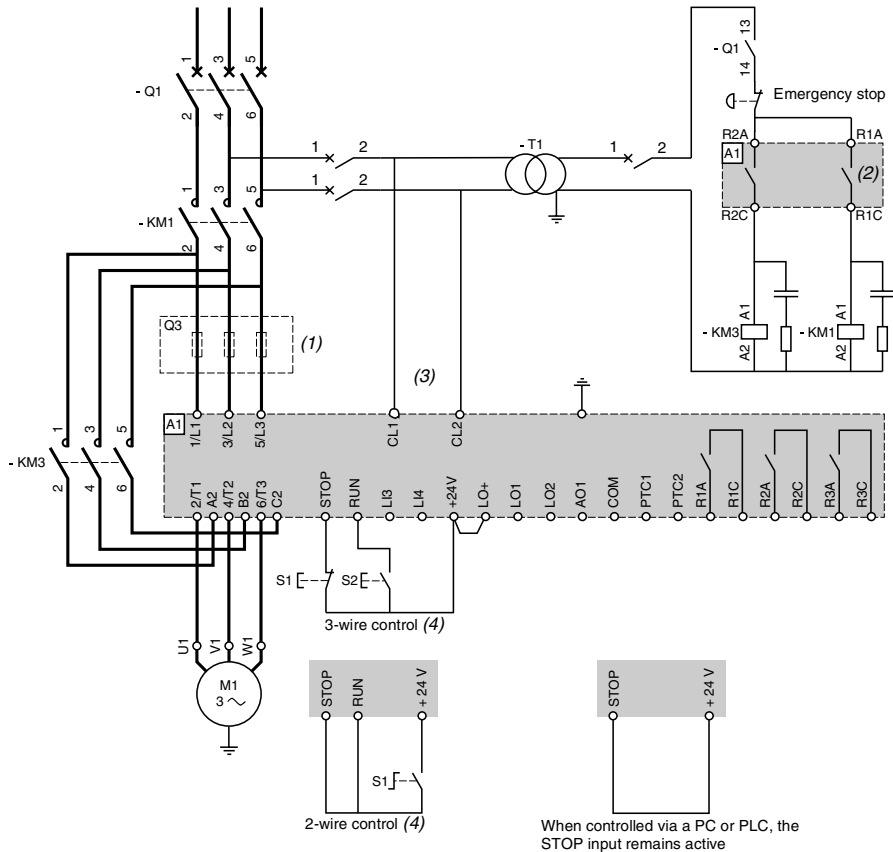 1 3 5
- Q1
2 4 6
13
- Q1
14
Emergency stop
1 2
- T1
1 2
R2A R1A
A1
(2)
1 2
1 3 5
- KM1
2 4 6
R2C R1C
A1 A1
- KM3 - KM1
A2 A2
Q3
(1)
(3)
A1
1/L1 3/L2 5/L3 CL1 CL2
1 3 5
- KM3
2 4 6
2/T1 A2 4/T2 B2 6/T3 C2 STOP RUN LI3 LI4 +24V LO+ LO1 LO2 AO1 COM PTC1 PTC2 R1A R1C R2A R2C R3A R3C
S1 S2
3-wire control (4)
U1 V1 W1
M1
3
STOP RUN + 24 V
S1
2-wire control (4)
STOP + 24 V
When controlled via a PC or PLC, the
STOP input remains active